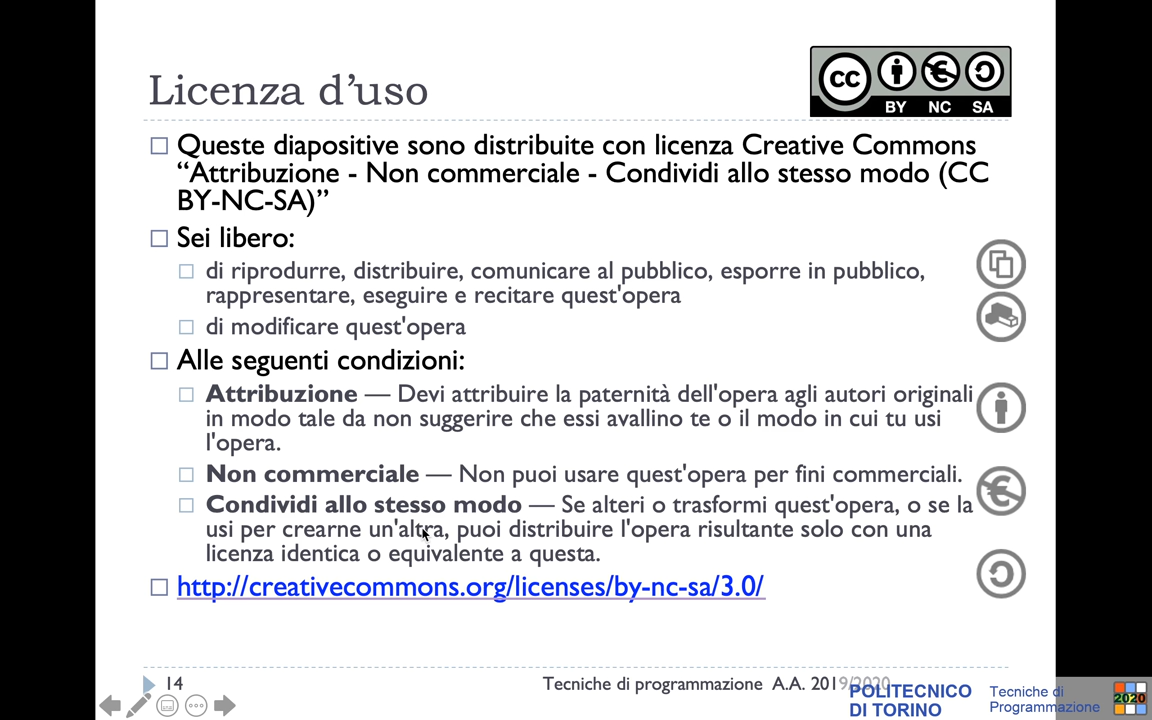 Licenza d’uso
cc
BY NC SA
Queste diapositive sono distribuite con licenza Creative Commons
“Attribuzione - Non commerciale - Condividi allo stesso modo (CC
BY-NC-SA)”
Sei libero:
di riprodurre, distribuire, comunicare al pubblico, esporre in pubblico,
rappresentare, eseguire e recitare quest'opera
di modificare quest'opera
Alle seguenti condizioni:
Attribuzione — Devi attribuire la paternità dell'opera agli autori originali
in modo tale da non suggerire che essi avallino te o il modo in cui tu usi
l'opera.
Non commerciale — Non puoi usare quest'opera per fini commerciali.
Condividi allo stesso modo — Se alteri o trasformi quest'opera, o se la
usi per crearne un'altra, puoi distribuire l'opera risultante solo con una
licenza identica o equivalente a questa.
http://creativecommons.org/licenses/by-nc-sa/3.0/
14
Tecniche di programmazione A.A. 2019/2020
POLITECNICO
DI TORINO
Tecniche di
Programmazione
2020